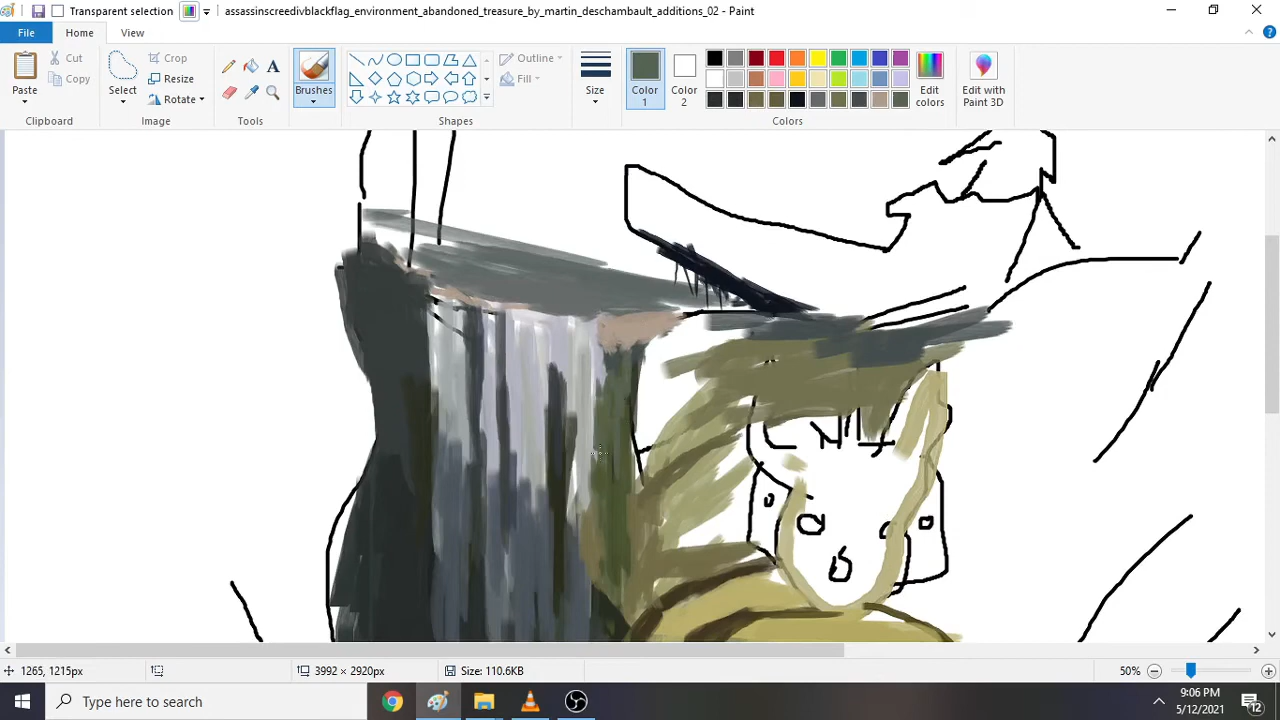 Transparent selection
assassinscreedivblackflag_environment_abandoned_treasure_by_martin_deschambault_additions_02 - Paint
File Home View
Paste
Cut
Copy
Clipboard
Select
Crop
Resize
Rotate
Image
A
Tools
Brushes
Outline
Fill
Shapes
Size
Color 1
Color 2
Edit colors
Edit with Paint 3D
Colors
1265, 1215px
3992 × 2920px
Size: 110.6KB
50%
Type here to search
9:06 PM
5/12/2021
12